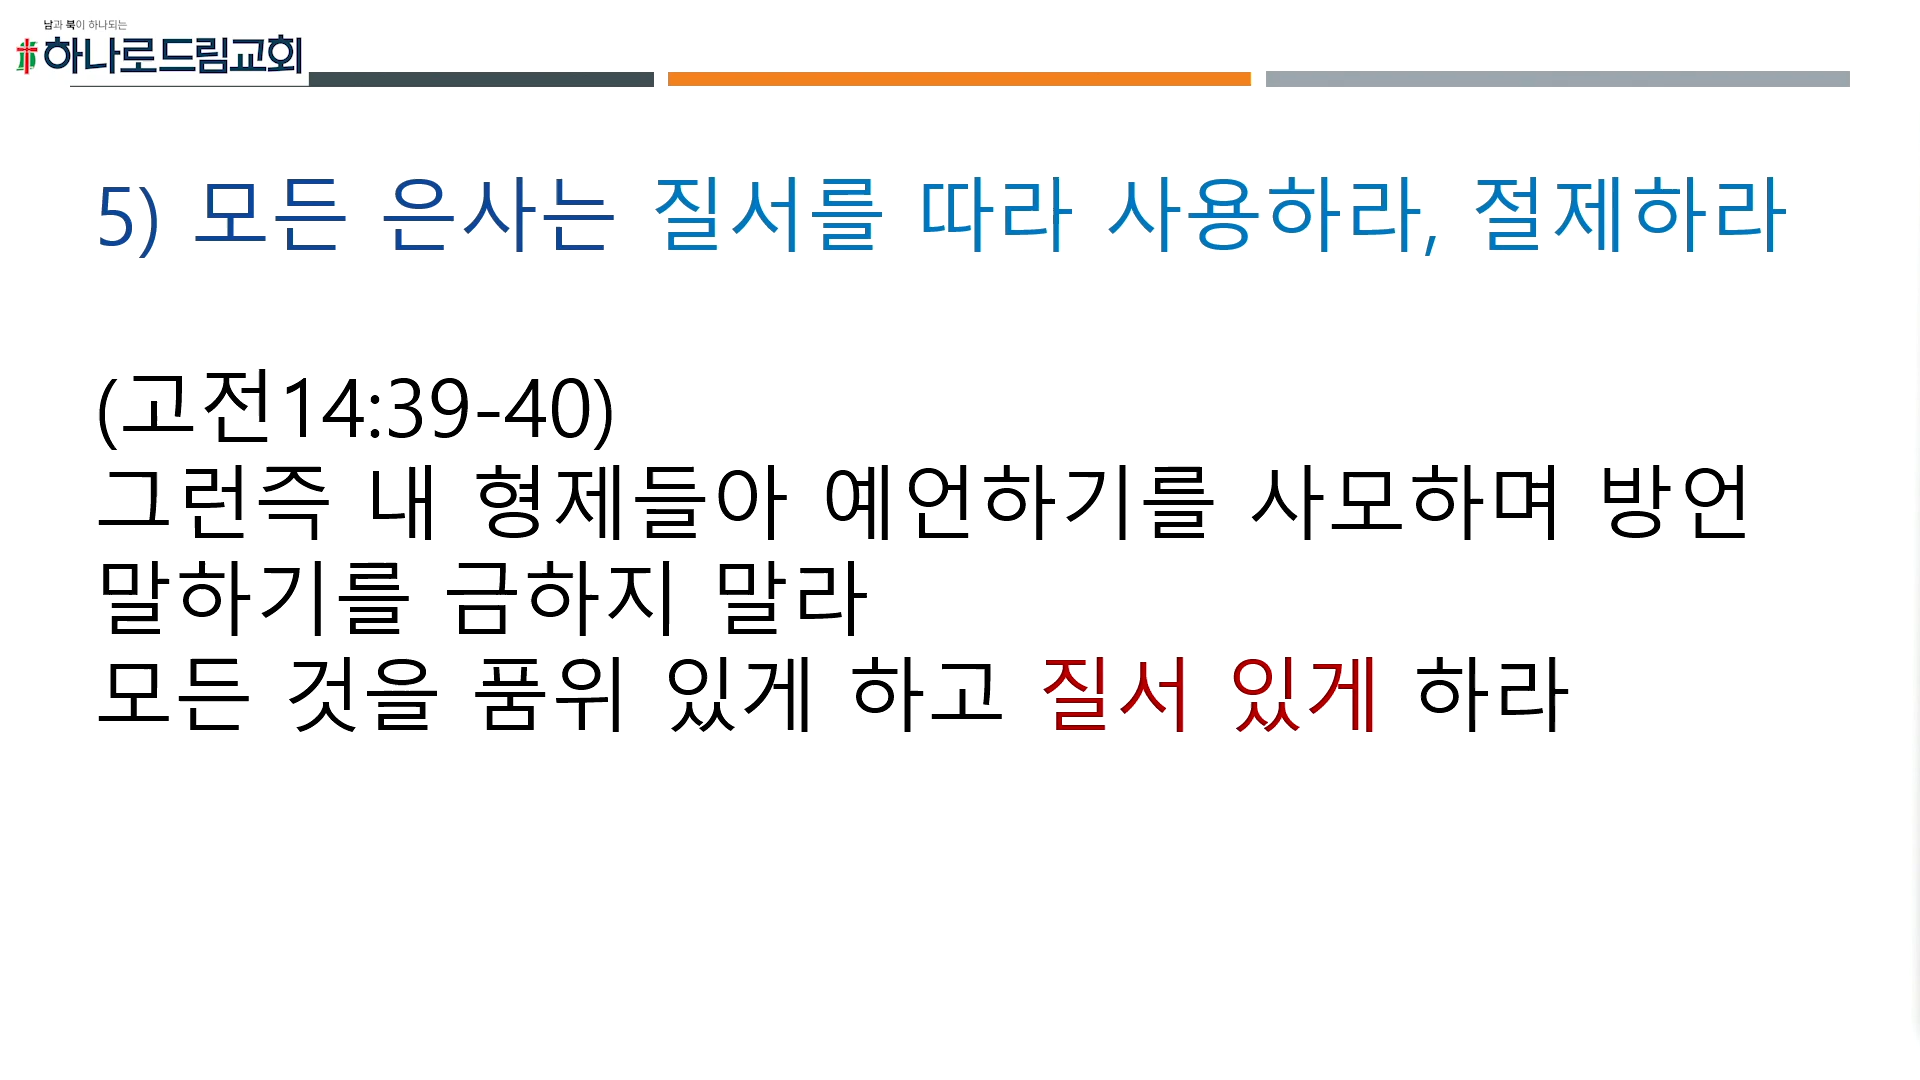 남과 북이 하나되는
하나로드림교회
5) 모든 은사는 질서를 따라 사용하라, 절제하라
(고전14:39-40)
그런즉 내 형제들아 예언하기를 사모하며 방언
말하기를 금하지 말라
모든 것을 품위 있게 하고 질서 있게 하라